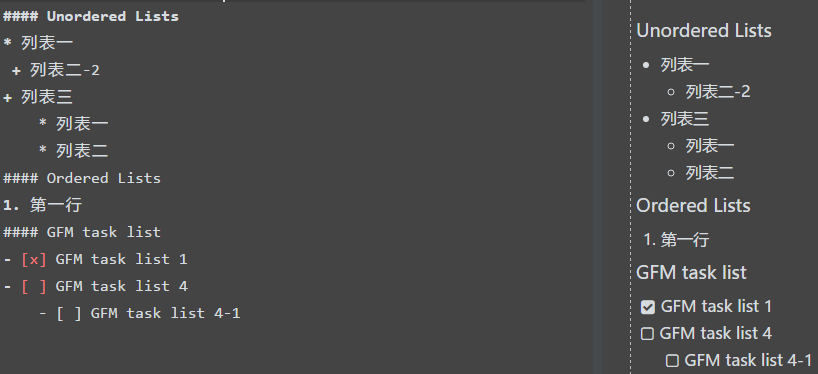 #### Unordered Lists
* 列表一
 + 列表二-2
+ 列表三
    * 列表一
    * 列表二
#### Ordered Lists
1. 第一行
#### GFM task list
- [x] GFM task list 1
- [ ] GFM task list 4
    - [ ] GFM task list 4-1
Unordered Lists
• 列表一
◦ 列表二-2
• 列表三
◦ 列表一
◦ 列表二
Ordered Lists
1. 第一行
GFM task list
☑ GFM task list 1
☐ GFM task list 4
☐ GFM task list 4-1